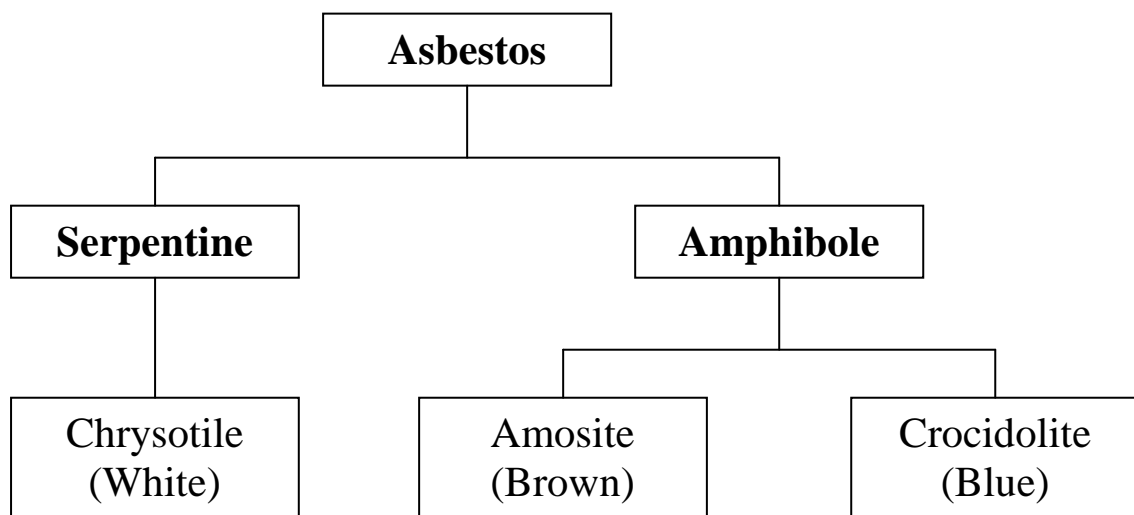 Asbestos
Serpentine
Amphibole
Chrysotile
(White)
Amosite
(Brown)
Crocidolite
(Blue)